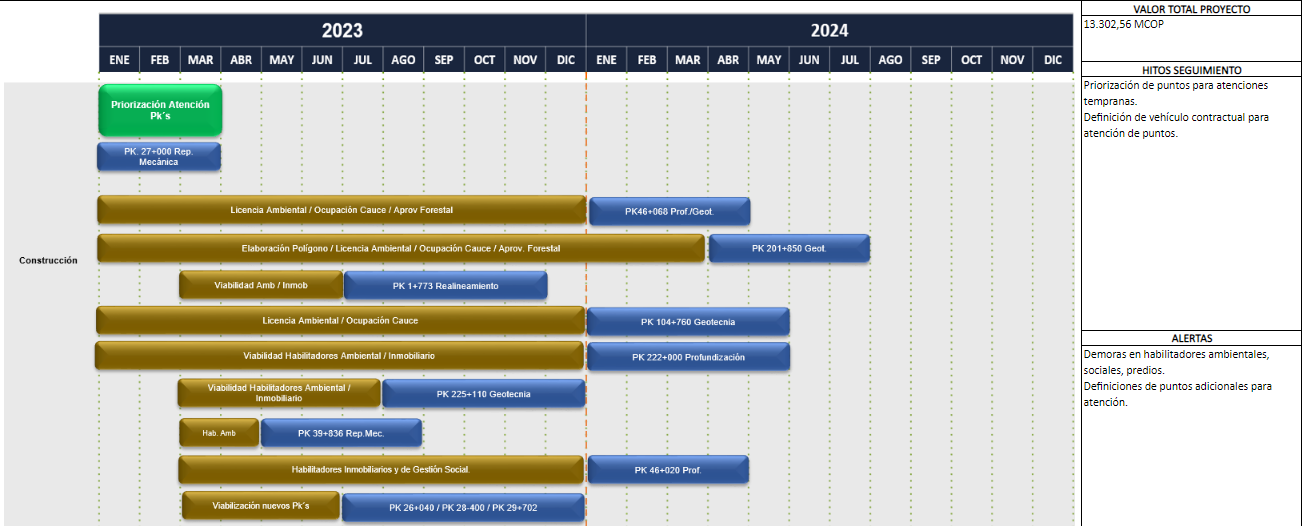 2023
2024
ENE FEB MAR ABR MAY JUN JUL AGO SEP OCT NOV DIC ENE FEB MAR ABR MAY JUN JUL AGO SEP OCT NOV DIC
Construcción
Priorización Atención
Pk´s
PK. 27+000 Rep.
Mecánica
Licencia Ambiental / Ocupación Cauce / Aprov Forestal
PK46+068 Prof./Geot.
Elaboración Polígono / Licencia Ambiental / Ocupación Cauce / Aprov. Forestal
PK 201+850 Geot.
Viabilidad Amb / Inmob
PK 1+773 Realineamiento
Licencia Ambiental / Ocupación Cauce
PK 104+760 Geotecnia
Viabilidad Habilitadores Ambiental / Inmobiliario
PK 222+000 Profundización
Viabilidad Habilitadores Ambiental /
Inmobiliario
PK 225+110 Geotecnia
Hab. Amb
PK 39+836 Rep.Mec.
Habilitadores Inmobiliarios y de Gestión Social.
PK 46+020 Prof.
Viabilización nuevos Pk´s
PK 26+040 / PK 28-400 / PK 29+702
VALOR TOTAL PROYECTO
13.302,56 MCOP
HITOS SEGUIMIENTO
Priorización de puntos para atenciones
tempranas.
Definición de vehículo contractual para
atención de puntos.
ALERTAS
Demoras en habilitadores ambientales,
sociales, predios.
Definiciones de puntos adicionales para
atención.